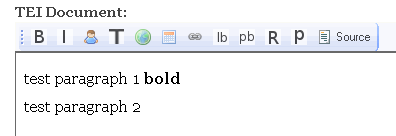 TEI Document:
B I T lb pb R p Source
test paragraph 1 bold
test paragraph 2